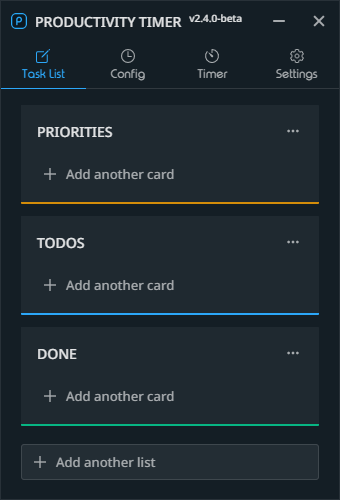 PRODUCTIVITY TIMER v2.4.0-beta
Task List Config Timer Settings
PRIORITIES
Add another card
TODOS
Add another card
DONE
Add another card
Add another list